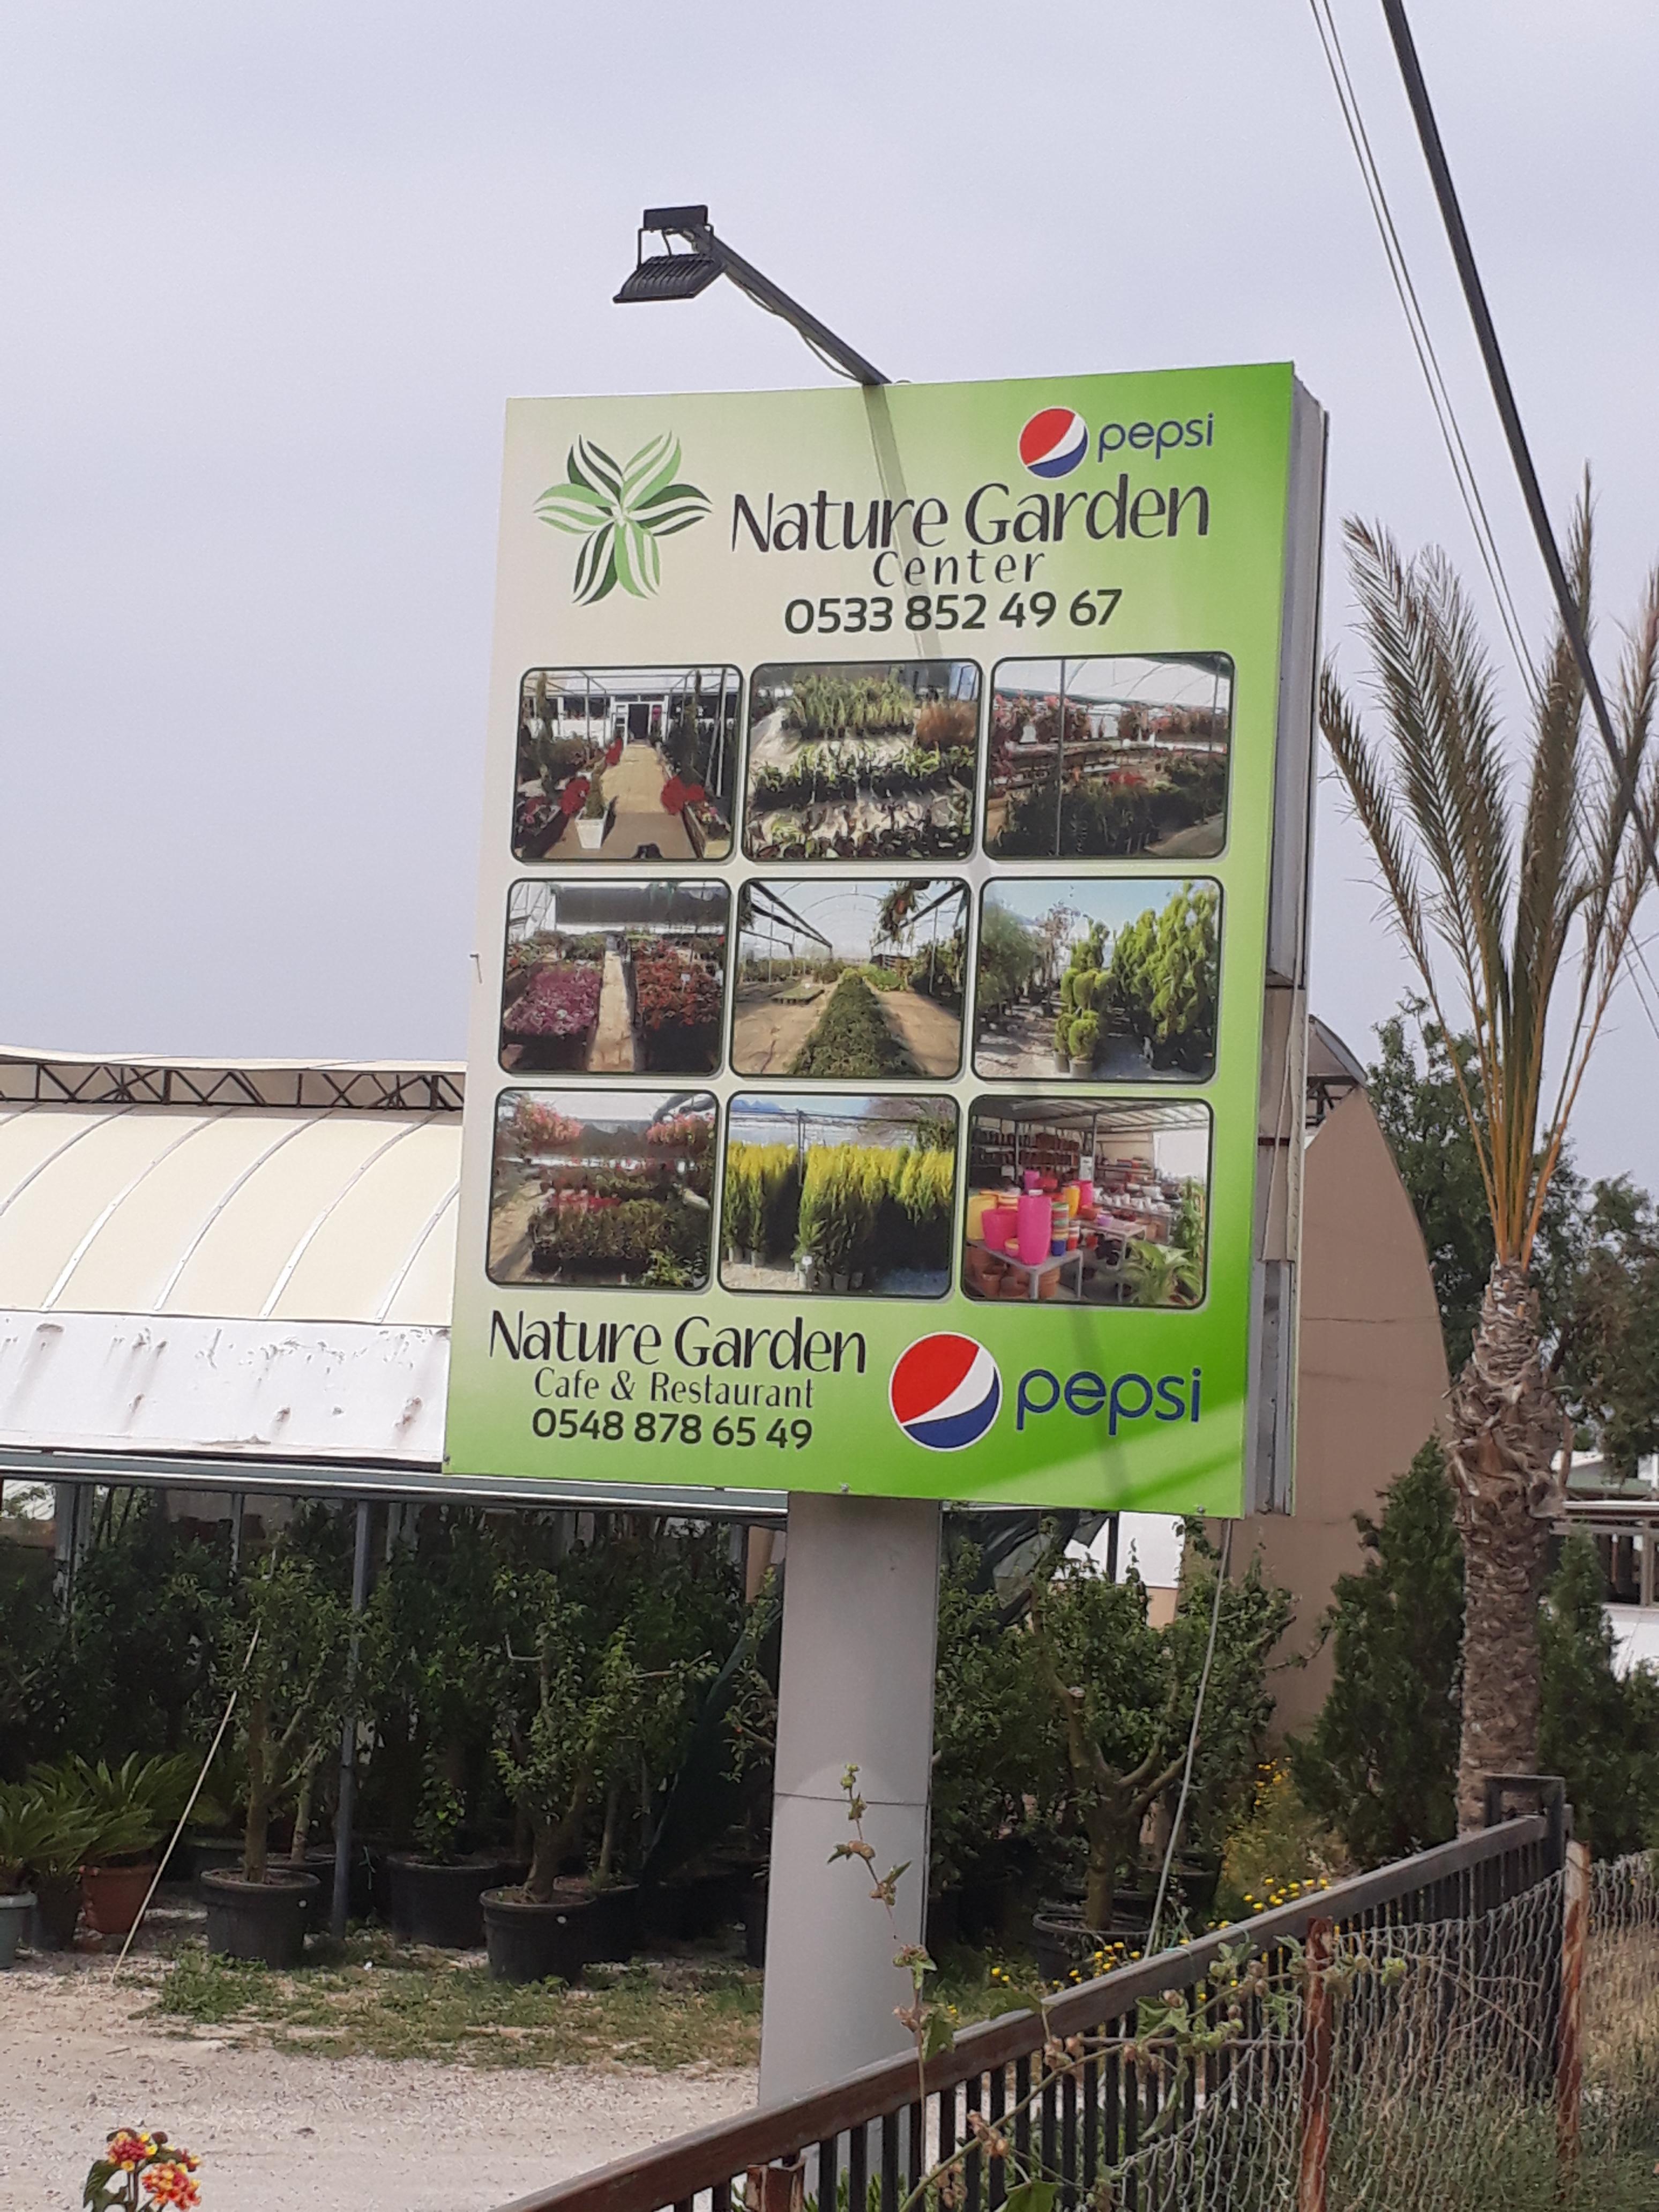 pepsi
Nature Garden
Center
0533 852 49 67
Nature Garden
Cafe & Restaurant
0548 878 65 49
pepsi